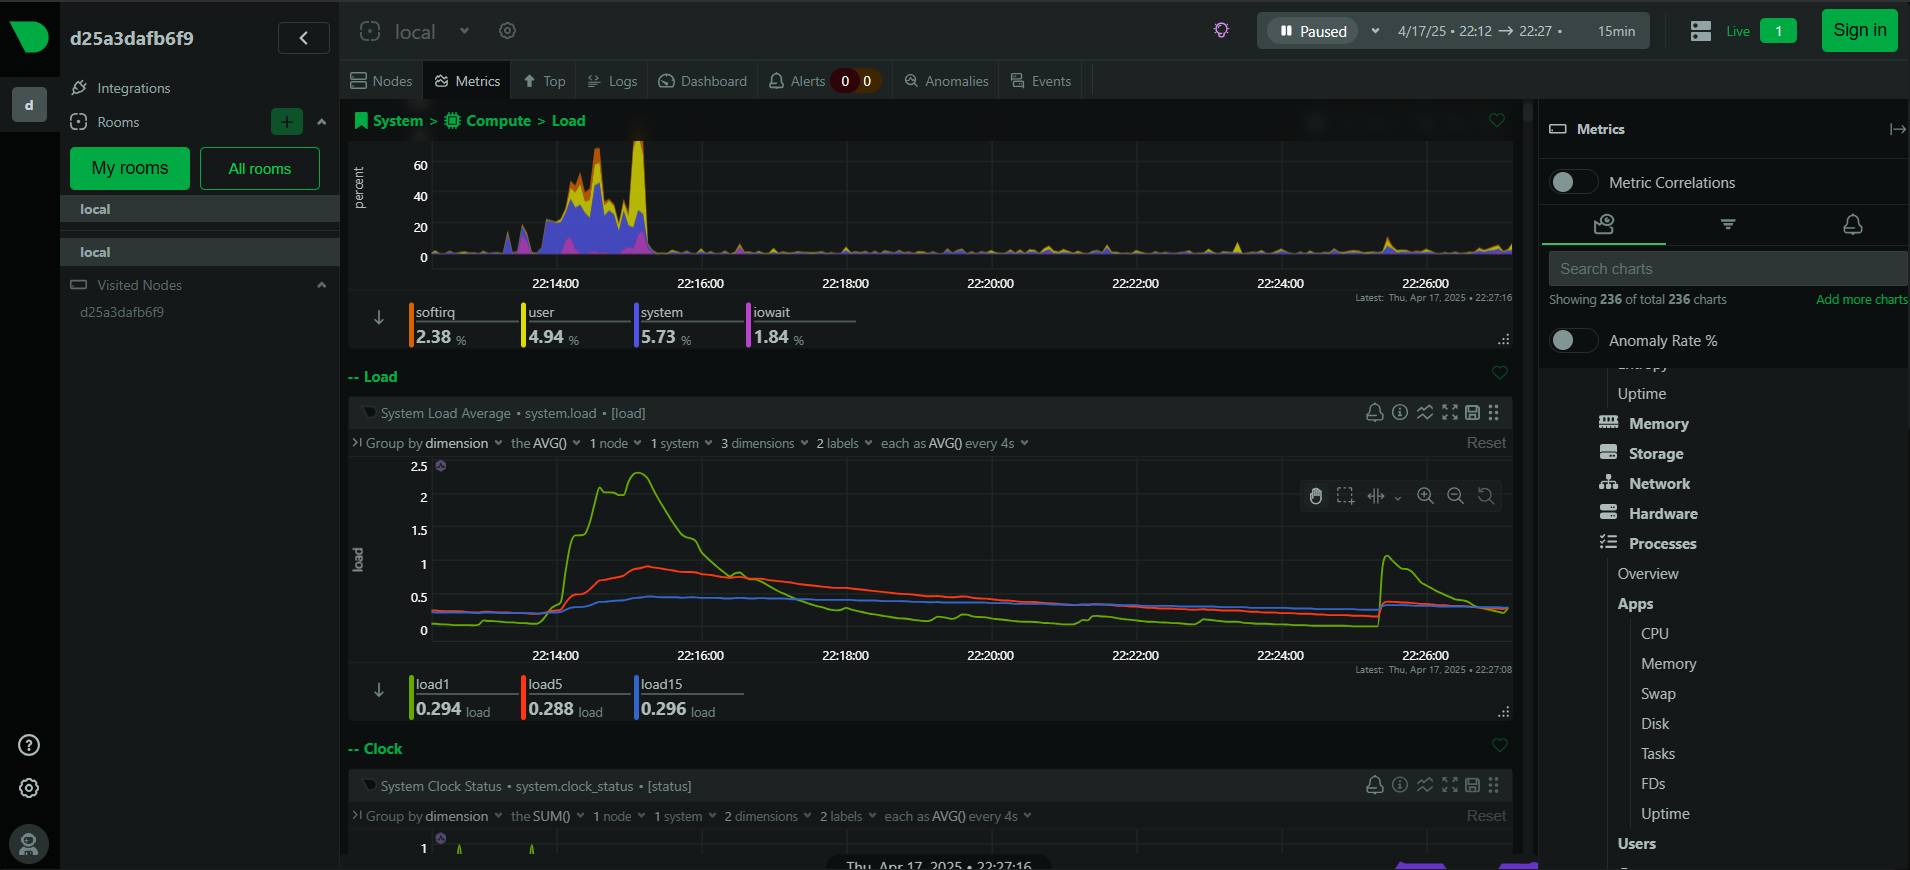 d25a3dafb6f9
local
Paused
4/17/25 • 22:12 → 22:27 •
15min
Live
1
Sign in
d
Integrations
Rooms
+
My rooms
All rooms
local
local
Visited Nodes
d25a3dafb6f9
Nodes
Metrics
Top
Logs
Dashboard
Alerts
0
0
Anomalies
Events
System > Compute > Load
percent
60
40
20
0
22:14:00
22:16:00
22:18:00
22:20:00
22:22:00
22:24:00
22:26:00
Latest: Thu, Apr 17, 2025 • 22:27:16
softirq
2.38 %
user
4.94 %
system
5.73 %
iowait
1.84 %
-- Load
System Load Average • system.load • [load]
Group by dimension the AVG() 1 node 1 system 3 dimensions 2 labels each as AVG() every 4s
Reset
load
2.5
2
1.5
1
0.5
0
22:14:00
22:16:00
22:18:00
22:20:00
22:22:00
22:24:00
22:26:00
Latest: Thu, Apr 17, 2025 • 22:27:08
load1
0.294 load
load5
0.288 load
load15
0.296 load
-- Clock
System Clock Status • system.clock_status • [status]
Group by dimension the SUM() 1 node 1 system 2 dimensions 2 labels each as AVG() every 4s
Reset
1
Thu, Apr 17, 2025 • 22:27:16
Metrics
Metric Correlations
Search charts
Showing 236 of total 236 charts
Add more charts
Anomaly Rate %
Entropy
Uptime
Memory
Storage
Network
Hardware
Processes
Overview
Apps
CPU
Memory
Swap
Disk
Tasks
FDs
Uptime
Users